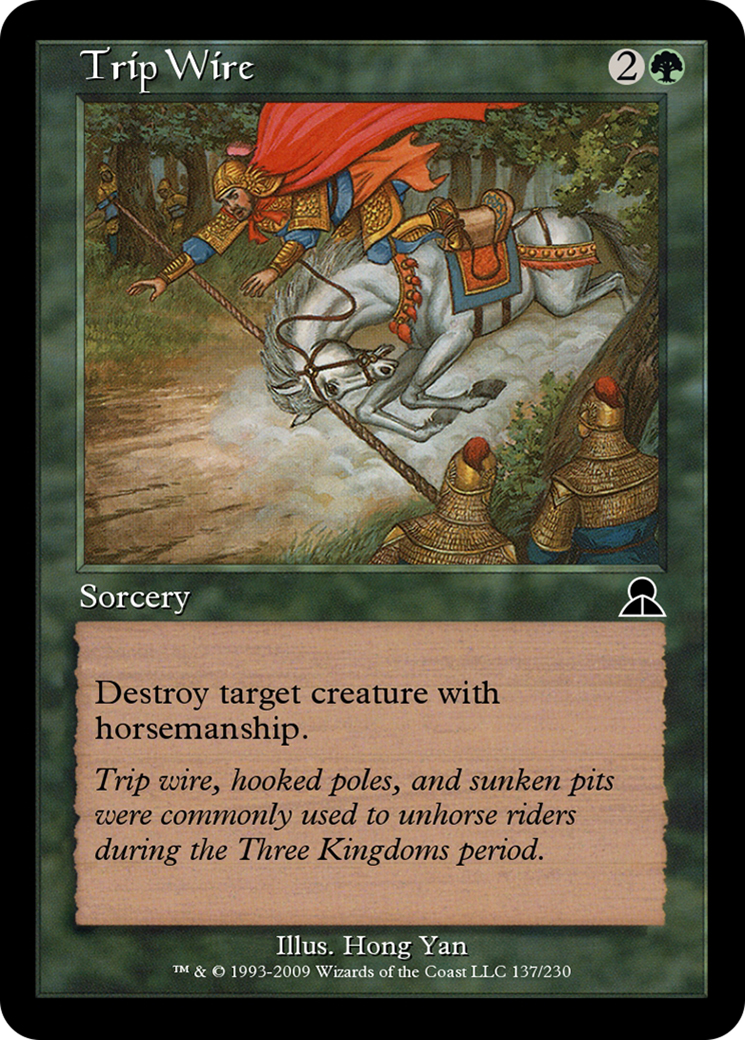 Trip Wire 2
Sorcery
Destroy target creature with
horsemanship.
Trip wire, hooked poles, and sunken pits
were commonly used to unhorse riders
during the Three Kingdoms period.
Illus. Hong Yan
™ & © 1993-2009 Wizards of the Coast LLC 137/230